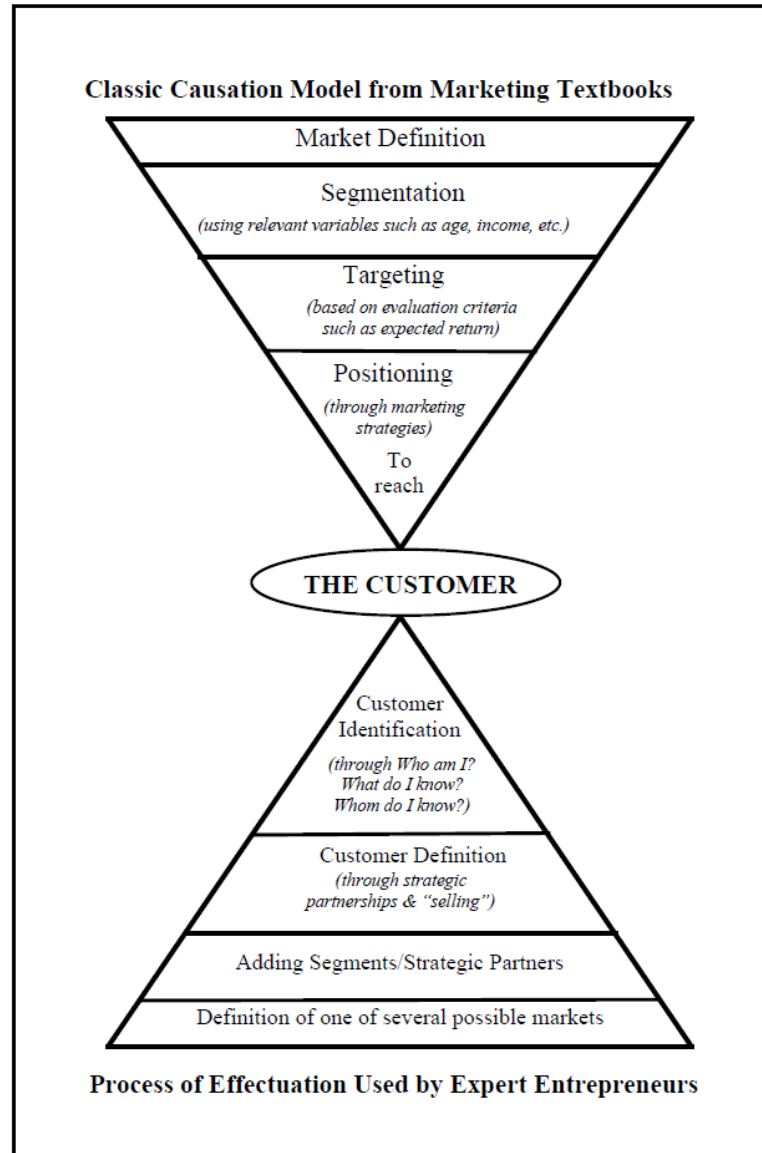 Classic Causation Model from Marketing Textbooks
Market Definition
Segmentation
(using relevant variables such as age, income, etc.)
Targeting
(based on evaluation criteria
such as expected return)
Positioning
(through marketing
strategies)
To
reach
THE CUSTOMER
Customer
Identification
(through Who am I?
What do I know?
Whom do I know?)
Customer Definition
(through strategic
partnerships & “selling”)
Adding Segments/Strategic Partners
Definition of one of several possible markets
Process of Effectuation Used by Expert Entrepreneurs